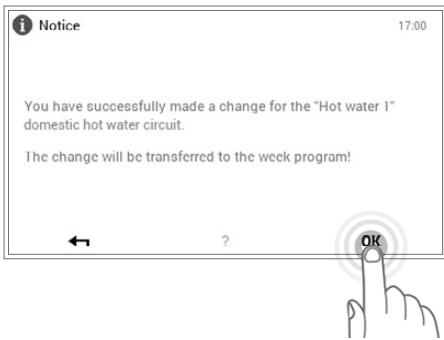 i Notice 17:00
You have successfully made a change for the "Hot water 1"
domestic hot water circuit.
The change will be transferred to the week program!
? OK